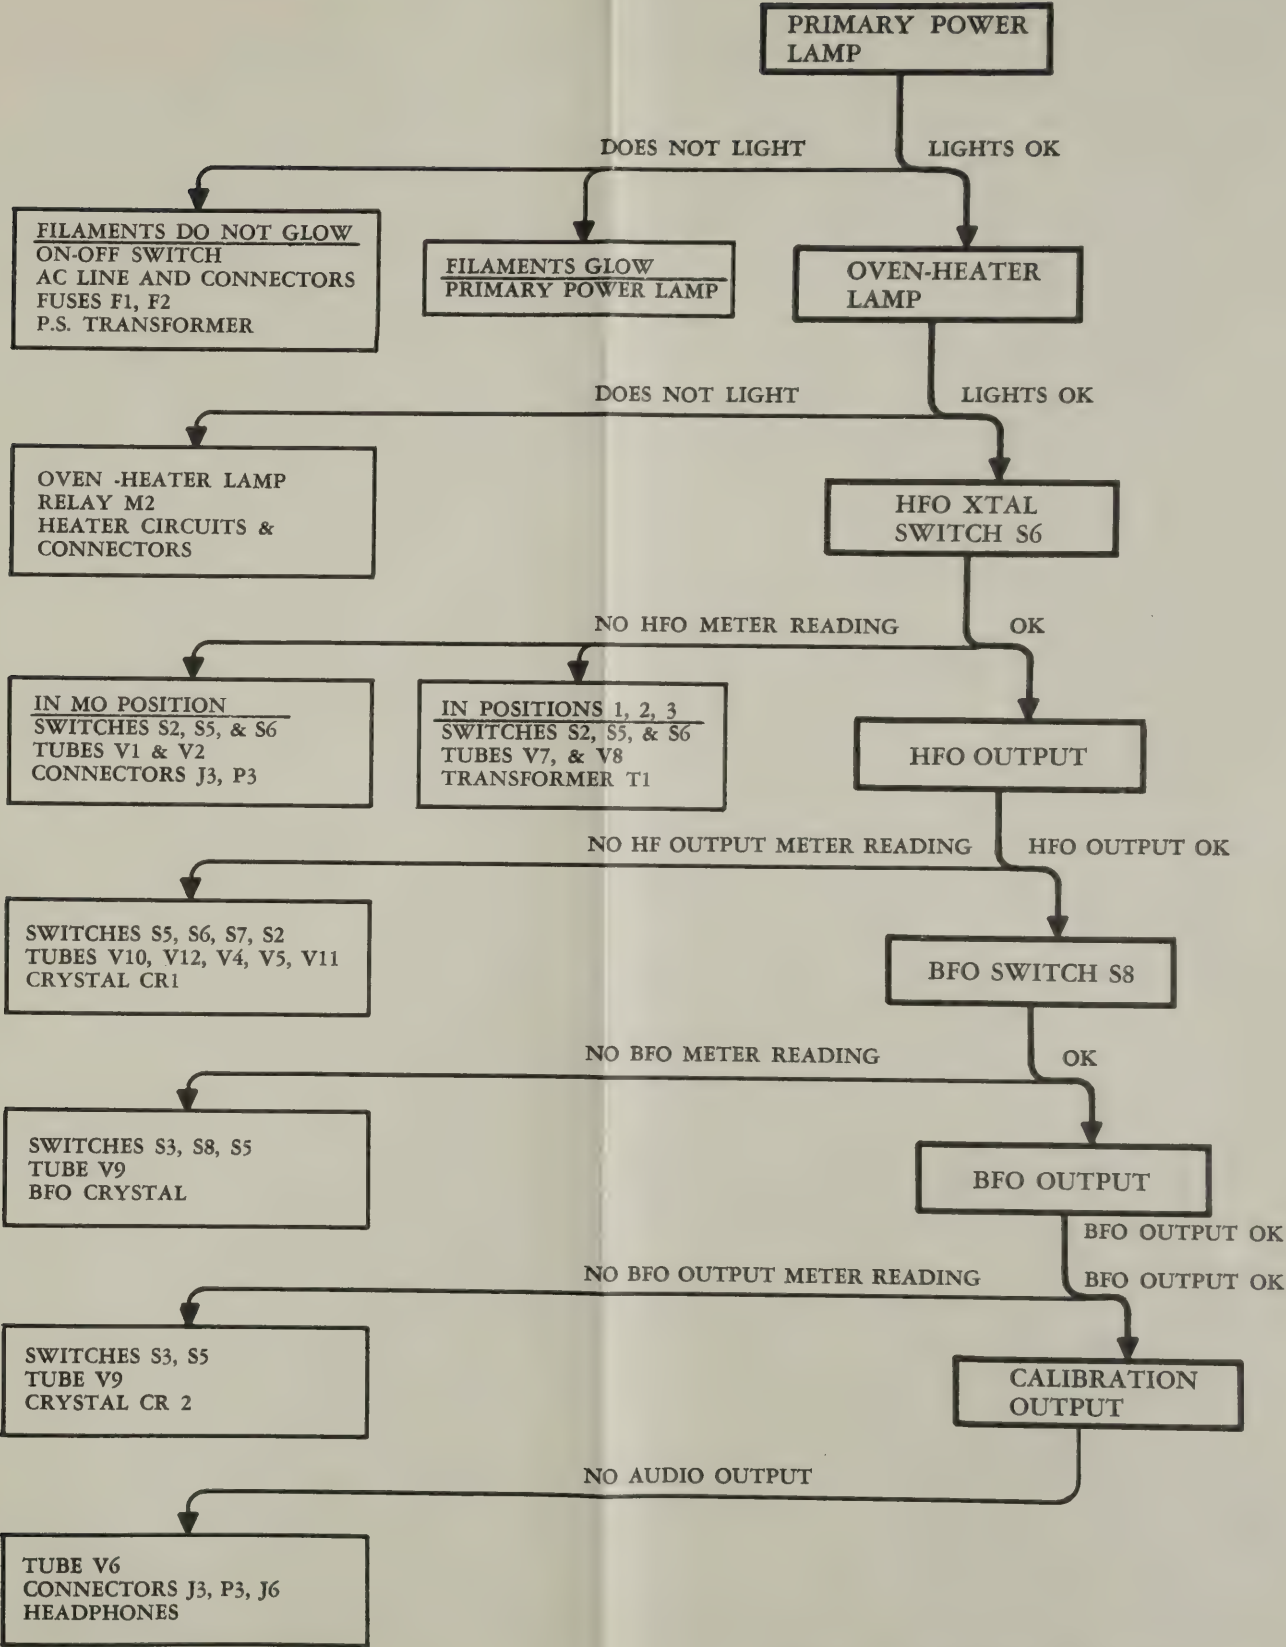 PRIMARY POWER
LAMP
DOES NOT LIGHT
LIGHTS OK
FILAMENTS DO NOT GLOW
ON-OFF SWITCH
AC LINE AND CONNECTORS
FUSES F1, F2
P.S. TRANSFORMER
FILAMENTS GLOW
PRIMARY POWER LAMP
OVEN-HEATER
LAMP
DOES NOT LIGHT
LIGHTS OK
OVEN -HEATER LAMP
RELAY M2
HEATER CIRCUITS &
CONNECTORS
HFO XTAL
SWITCH S6
NO HFO METER READING
OK
IN MO POSITION
SWITCHES S2, S5, & S6
TUBES V1 & V2
CONNECTORS J3, P3
IN POSITIONS 1, 2, 3
SWITCHES S2, S5, & S6
TUBES V7, & V8
TRANSFORMER T1
HFO OUTPUT
NO HF OUTPUT METER READING
HFO OUTPUT OK
SWITCHES S5, S6, S7, S2
TUBES V10, V12, V4, V5, V11
CRYSTAL CR1
BFO SWITCH S8
NO BFO METER READING
OK
SWITCHES S3, S8, S5
TUBE V9
BFO CRYSTAL
BFO OUTPUT
BFO OUTPUT OK
NO BFO OUTPUT METER READING
BFO OUTPUT OK
SWITCHES S3, S5
TUBE V9
CRYSTAL CR 2
CALIBRATION
OUTPUT
NO AUDIO OUTPUT
TUBE V6
CONNECTORS J3, P3, J6
HEADPHONES